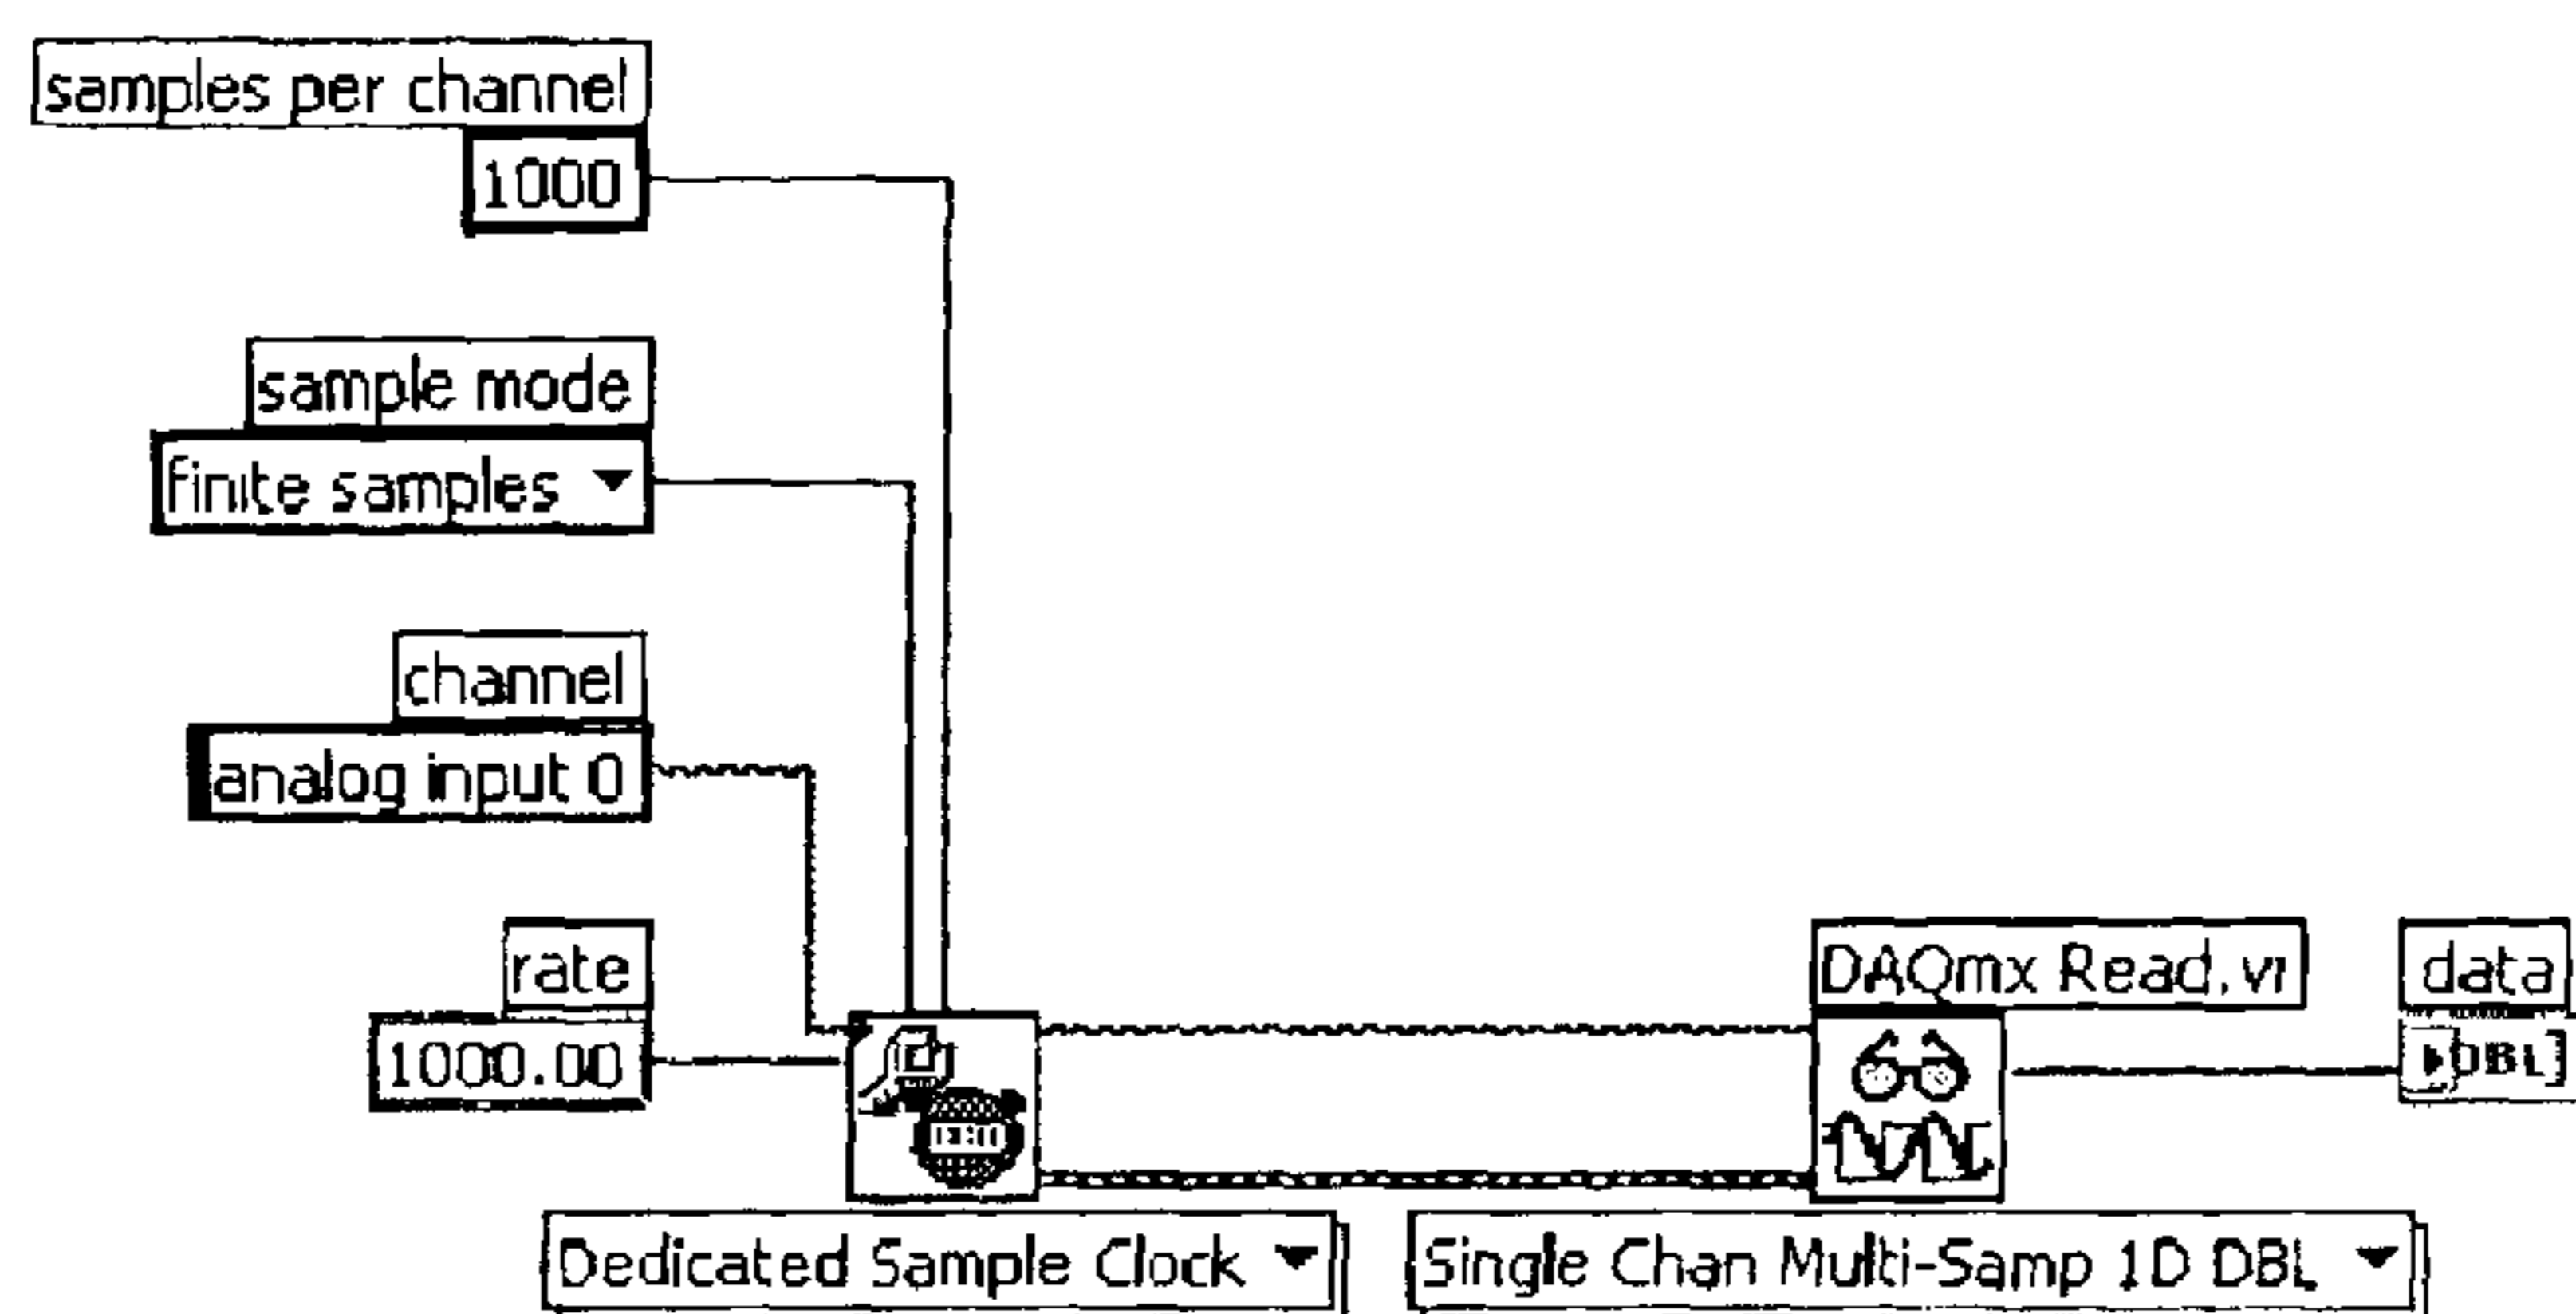 samples per channel
1000
sample mode
finite samples
channel
analog input 0
rate
1000.00
DAQmx Read.vi
data
DBL]
Dedicated Sample Clock
Single Chan Multi-Samp 1D DBL